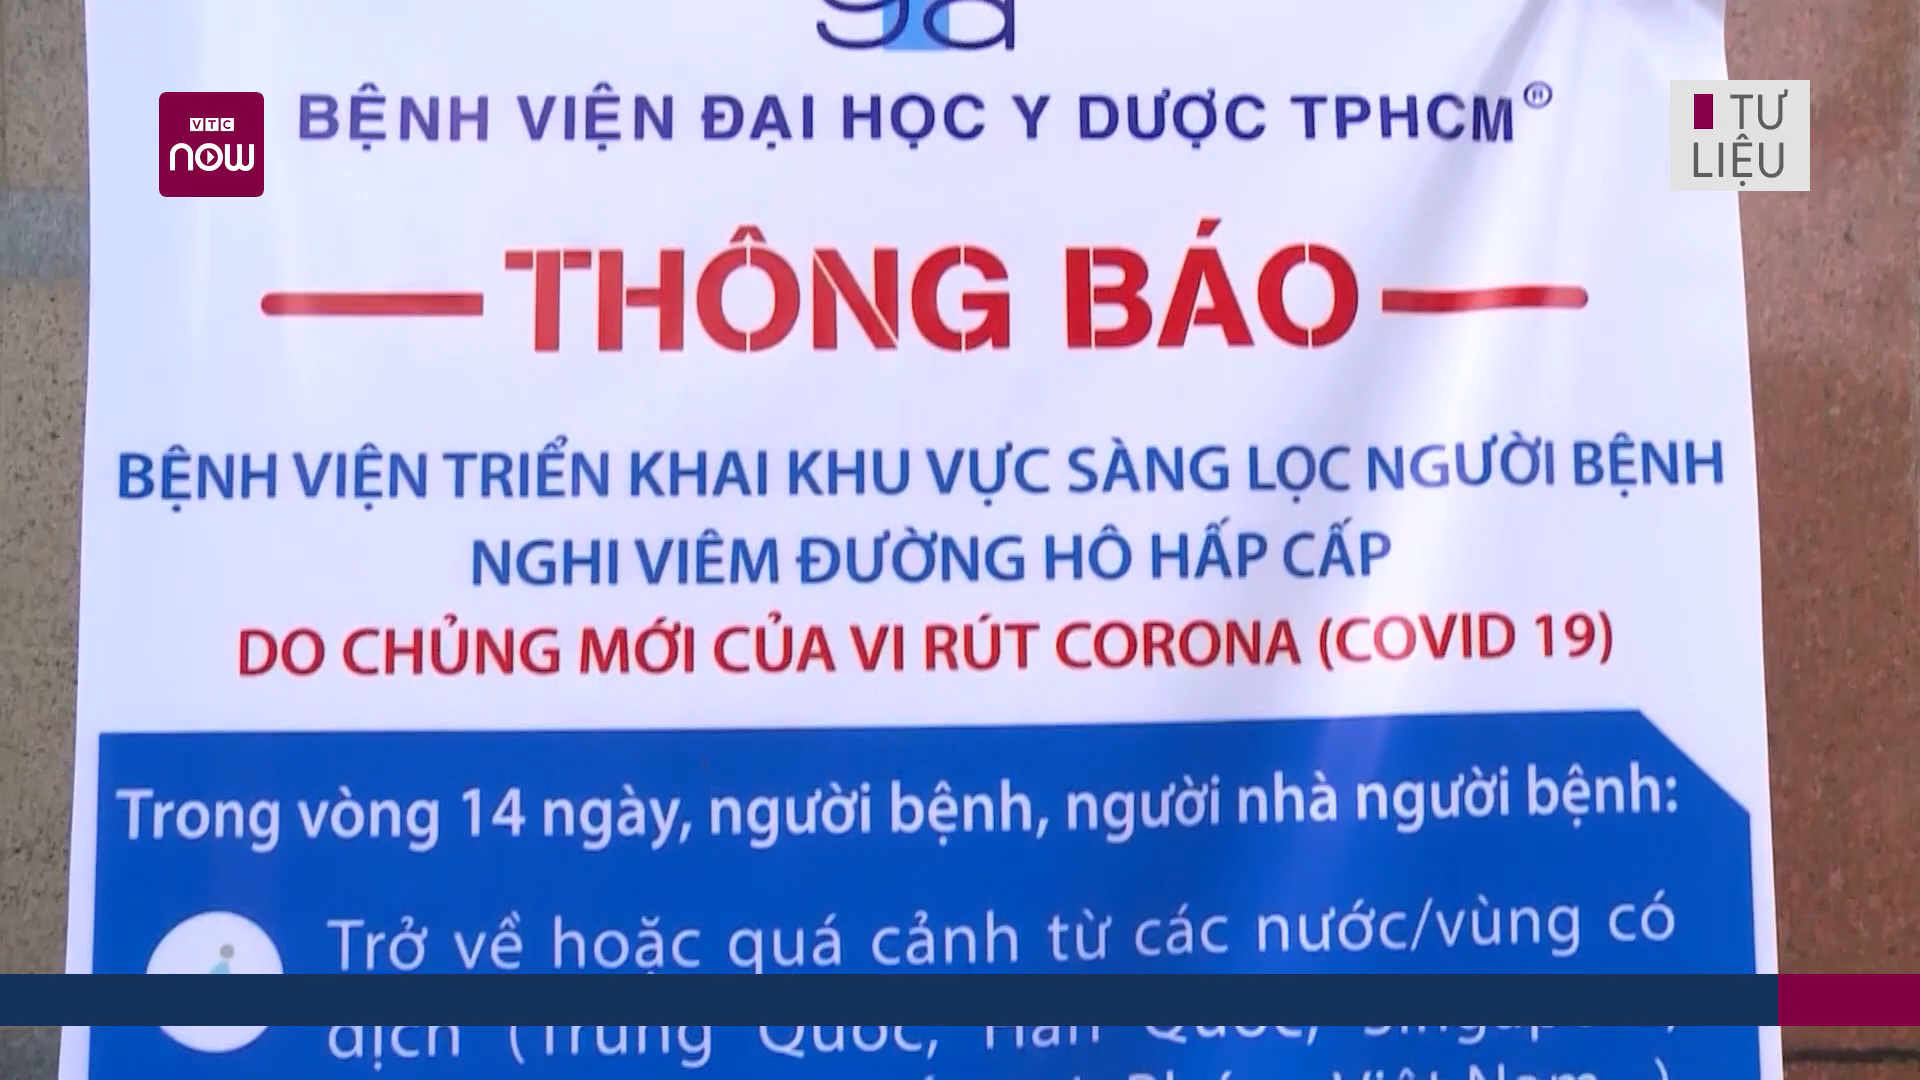 BỆNH VIỆN ĐẠI HỌC Y DƯỢC TPHCM®
VTC
now
TƯ
LIỆU
THÔNG BÁO
BỆNH VIỆN TRIỂN KHAI KHU VỰC SÀNG LỌC NGƯỜI BỆNH
NGHI VIÊM ĐƯỜNG HÔ HẤP CẤP
DO CHỦNG MỚI CỦA VI RÚT CORONA (COVID 19)
Trong vòng 14 ngày, người bệnh, người nhà người bệnh:
Trở về hoặc quá cảnh từ các nước/vùng có
dịch (Trung Quốc, Hàn Quốc, Singapore,